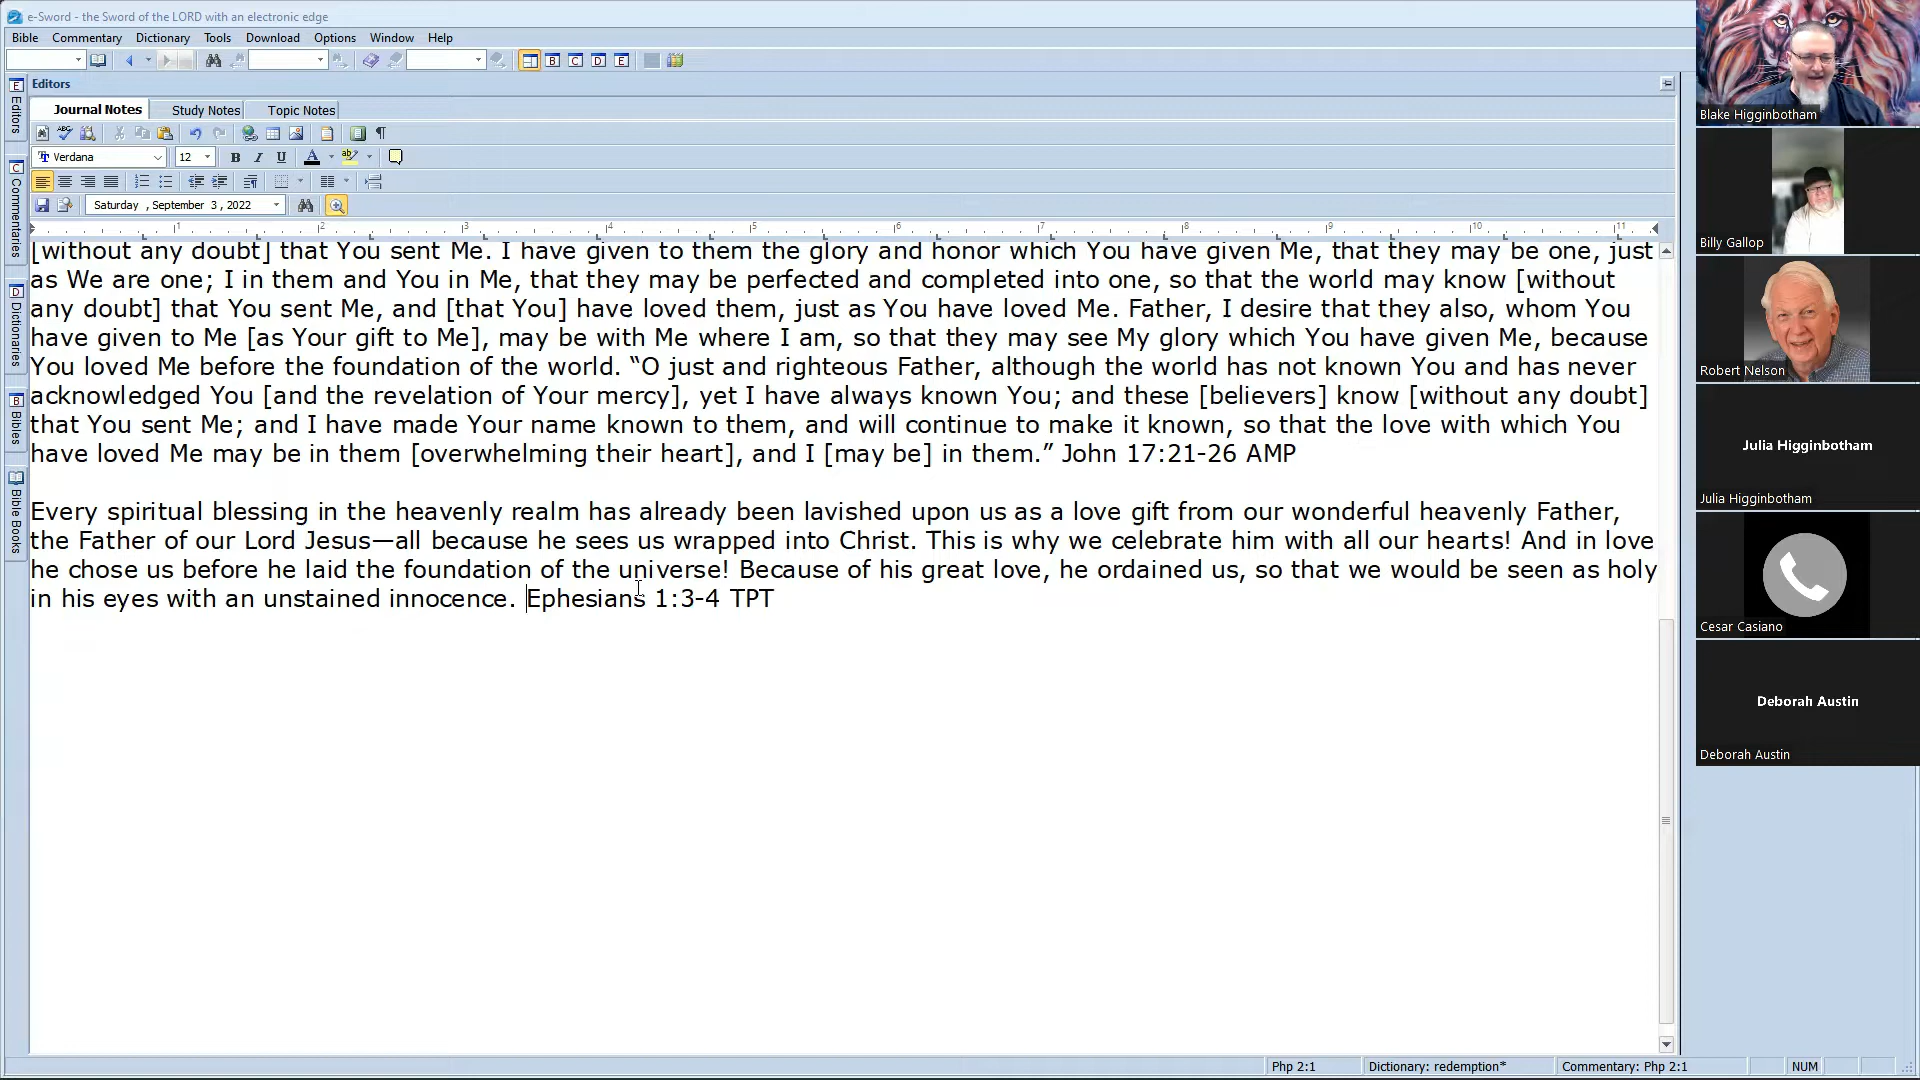 e-Sword - the Sword of the LORD with an electronic edge
Bible Commentary Dictionary Tools Download Options Window Help
B C D E
Editors
Journal Notes Study Notes Topic Notes
Verdana 12 B I U A
Saturday , September 3 , 2022
1 2 3 4 5 6 7 8 9 10 11
[without any doubt] that You sent Me. I have given to them the glory and honor which You have given Me, that they may be one, just
as We are one; I in them and You in Me, that they may be perfected and completed into one, so that the world may know [without
any doubt] that You sent Me, and [that You] have loved them, just as You have loved Me. Father, I desire that they also, whom You
have given to Me [as Your gift to Me], may be with Me where I am, so that they may see My glory which You have given Me, because
You loved Me before the foundation of the world. “O just and righteous Father, although the world has not known You and has never
acknowledged You [and the revelation of Your mercy], yet I have always known You; and these [believers] know [without any doubt]
that You sent Me; and I have made Your name known to them, and will continue to make it known, so that the love with which You
have loved Me may be in them [overwhelming their heart], and I [may be] in them.” John 17:21-26 AMP
Every spiritual blessing in the heavenly realm has already been lavished upon us as a love gift from our wonderful heavenly Father,
the Father of our Lord Jesus—all because he sees us wrapped into Christ. This is why we celebrate him with all our hearts! And in love
he chose us before he laid the foundation of the universe! Because of his great love, he ordained us, so that we would be seen as holy
in his eyes with an unstained innocence. Ephesians 1:3-4 TPT
E Editors
C Commentaries
D Dictionaries
B Bibles
Bible Books
Php 2:1 Dictionary: redemption* Commentary: Php 2:1 NUM
Blake Higginbotham
Billy Gallop
Robert Nelson
Julia Higginbotham
Julia Higginbotham
Cesar Casiano
Deborah Austin
Deborah Austin